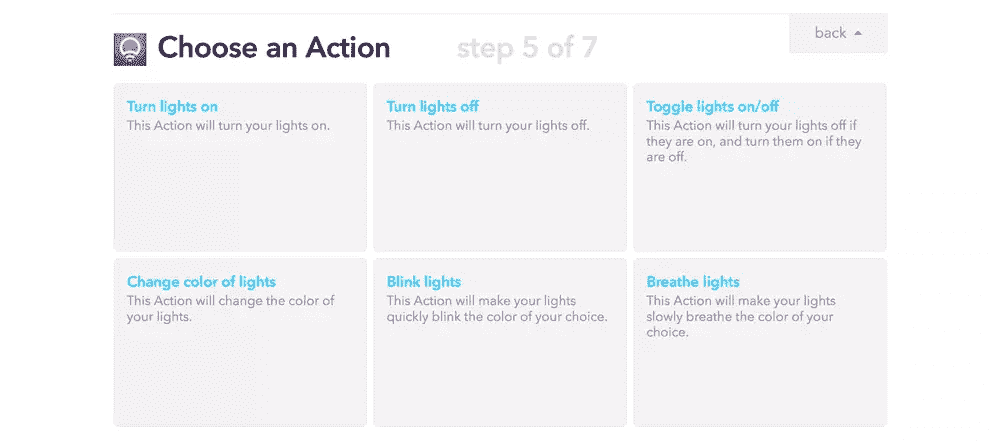 Choose an Action
step 5 of 7
back
Turn lights on
This Action will turn your lights on.
Turn lights off
This Action will turn your lights off.
Toggle lights on/off
This Action will turn your lights off if
they are on, and turn them on if they
are off.
Change color of lights
This Action will change the color of
your lights.
Blink lights
This Action will make your lights
quickly blink the color of your choice.
Breathe lights
This Action will make your lights
slowly breathe the color of your
choice.